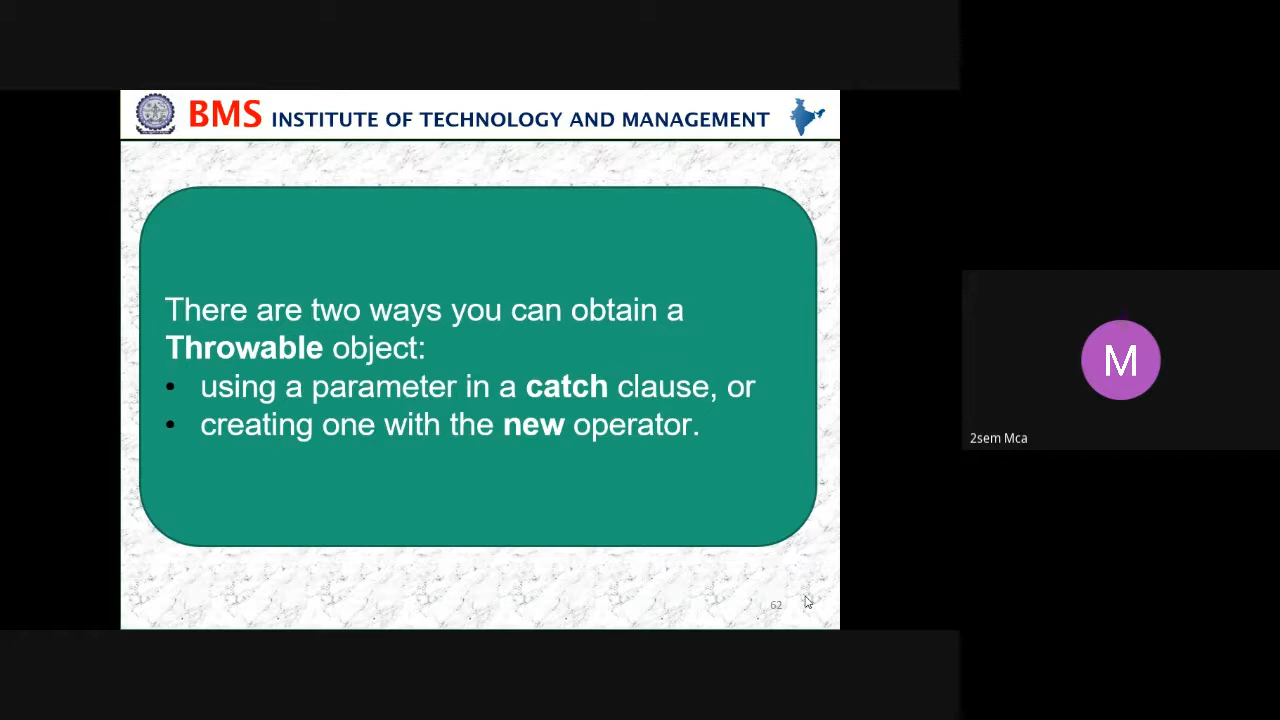 BMS INSTITUTE OF TECHNOLOGY AND MANAGEMENT
There are two ways you can obtain a
Throwable object:
• using a parameter in a catch clause, or
• creating one with the new operator.
62
M
2sem Mca